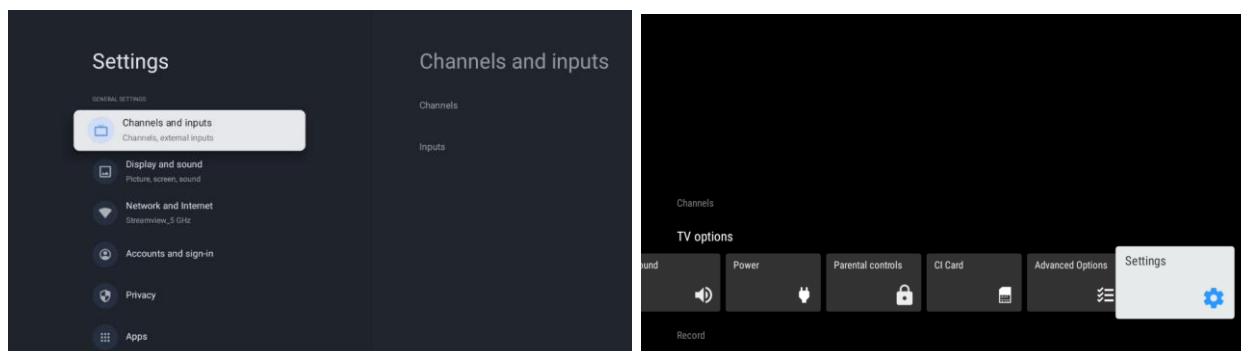 Settings
GENERAL SETTINGS
Channels and inputs
Channels, external inputs
Display and sound
Picture, screen, sound
Network and Internet
Streamview_5 GHz
Accounts and sign-in
Privacy
Apps
Channels and inputs
Channels
Inputs
Channels
TV options
ound
Power
Parental controls
CI Card
Advanced Options
Settings
Record